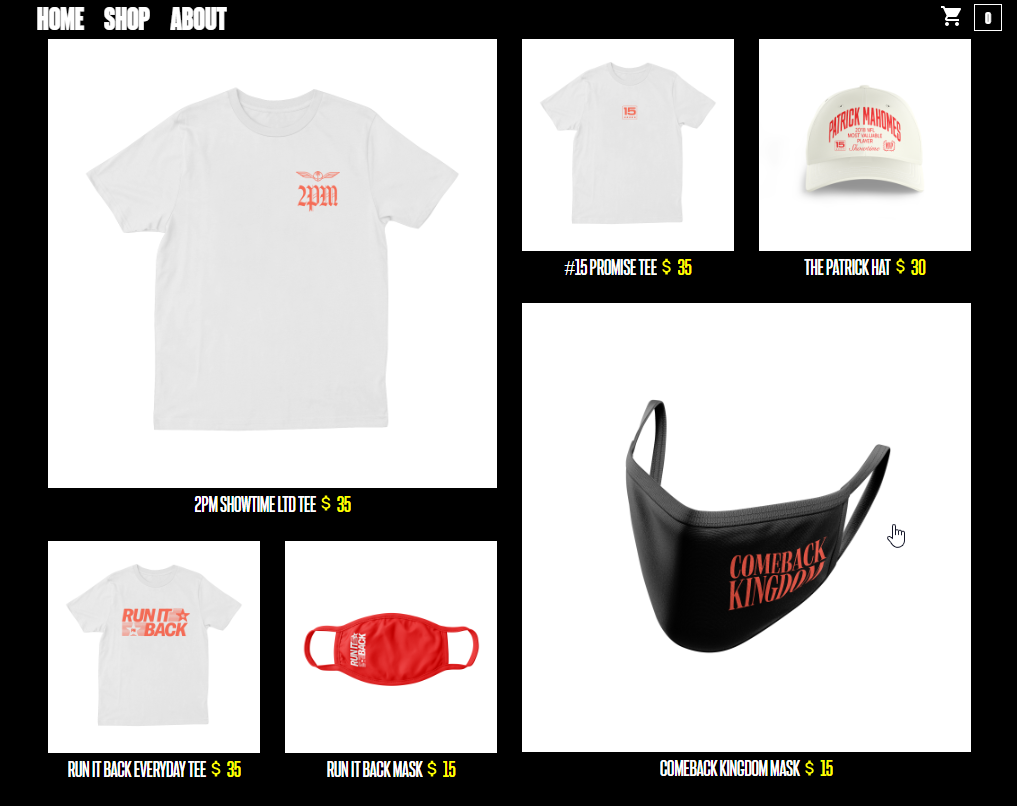 HOME SHOP ABOUT
0
2PM
2PM SHOWTIME LTD TEE $ 35
15
#15 PROMISE TEE $ 35
PATRICK MAHOMES
2018 NFL
MOST VALUABLE
PLAYER
15 Showtime MVP
THE PATRICK HAT $ 30
RUN IT
BACK
RUN IT BACK EVERYDAY TEE $ 35
RUN IT
BACK
RUN IT BACK MASK $ 15
COMEBACK
KINGDOM
COMEBACK KINGDOM MASK $ 15